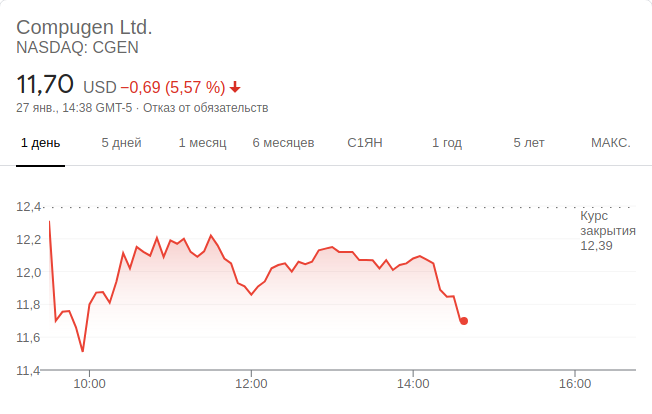 Compugen Ltd.
NASDAQ: CGEN
11,70 USD −0,69 (5,57 %)
27 янв., 14:38 GMT-5 · Отказ от обязательств
1 день 5 дней 1 месяц 6 месяцев С1ЯН 1 год 5 лет МАКС.
12,4
Курс
закрытия
12,39
12,2
12,0
11,8
11,6
11,4
10:00 12:00 14:00 16:00